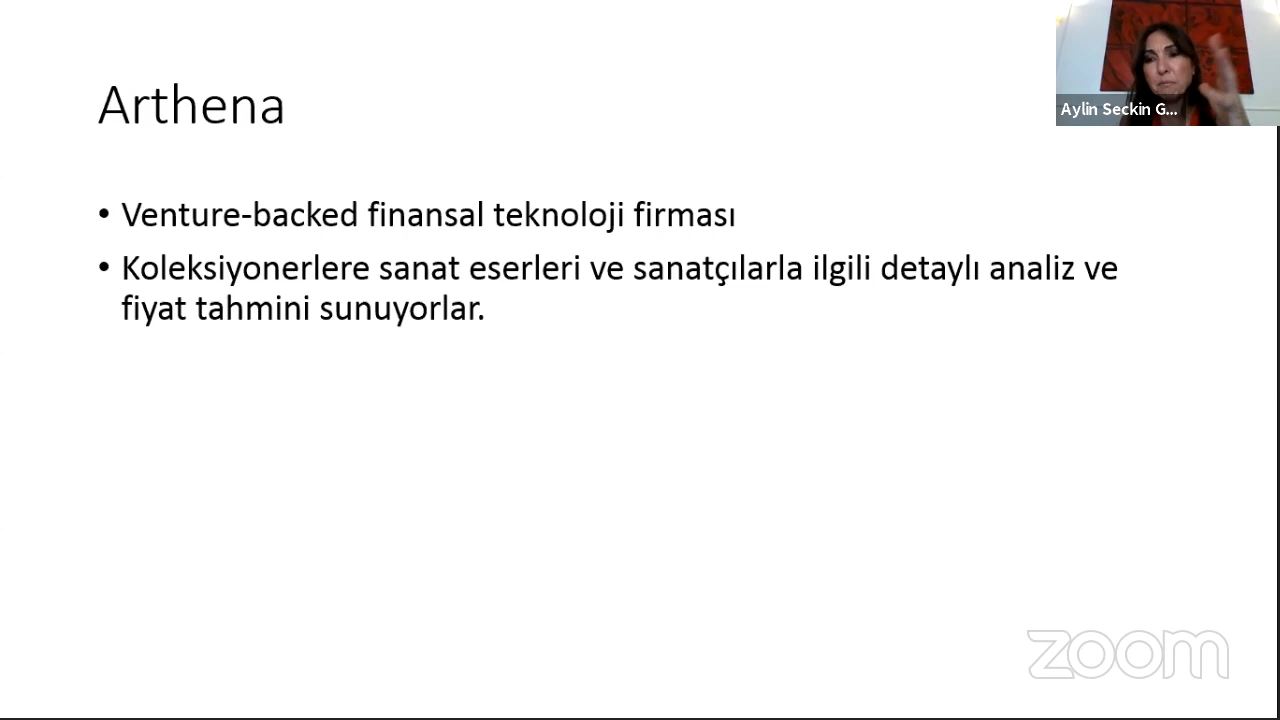 Arthena
Aylin Seckin G...
• Venture-backed finansal teknoloji firması
• Koleksiyonerlere sanat eserleri ve sanatçılarla ilgili detaylı analiz ve
fiyat tahmini sunuyorlar.
zoom